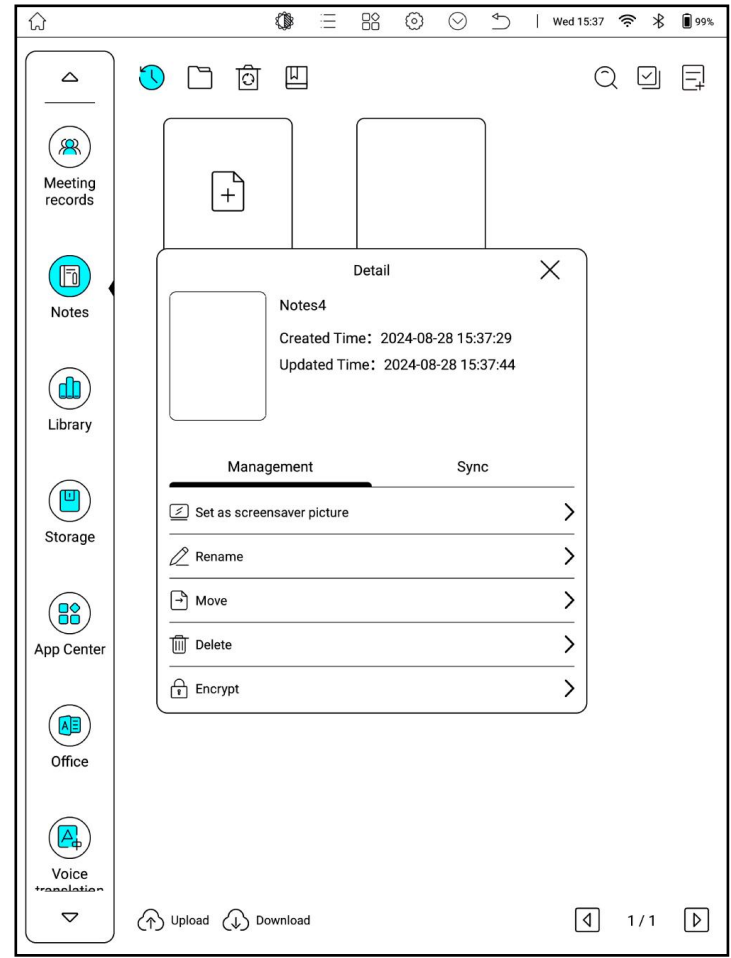 Wed 15:37
99%
Meeting
records
Notes
Library
Storage
App Center
Office
Voice
translation
Detail
Notes4
Created Time：2024-08-28 15:37:29
Updated Time：2024-08-28 15:37:44
Management
Sync
Set as screensaver picture
Rename
Move
Delete
Encrypt
Upload
Download
1 / 1